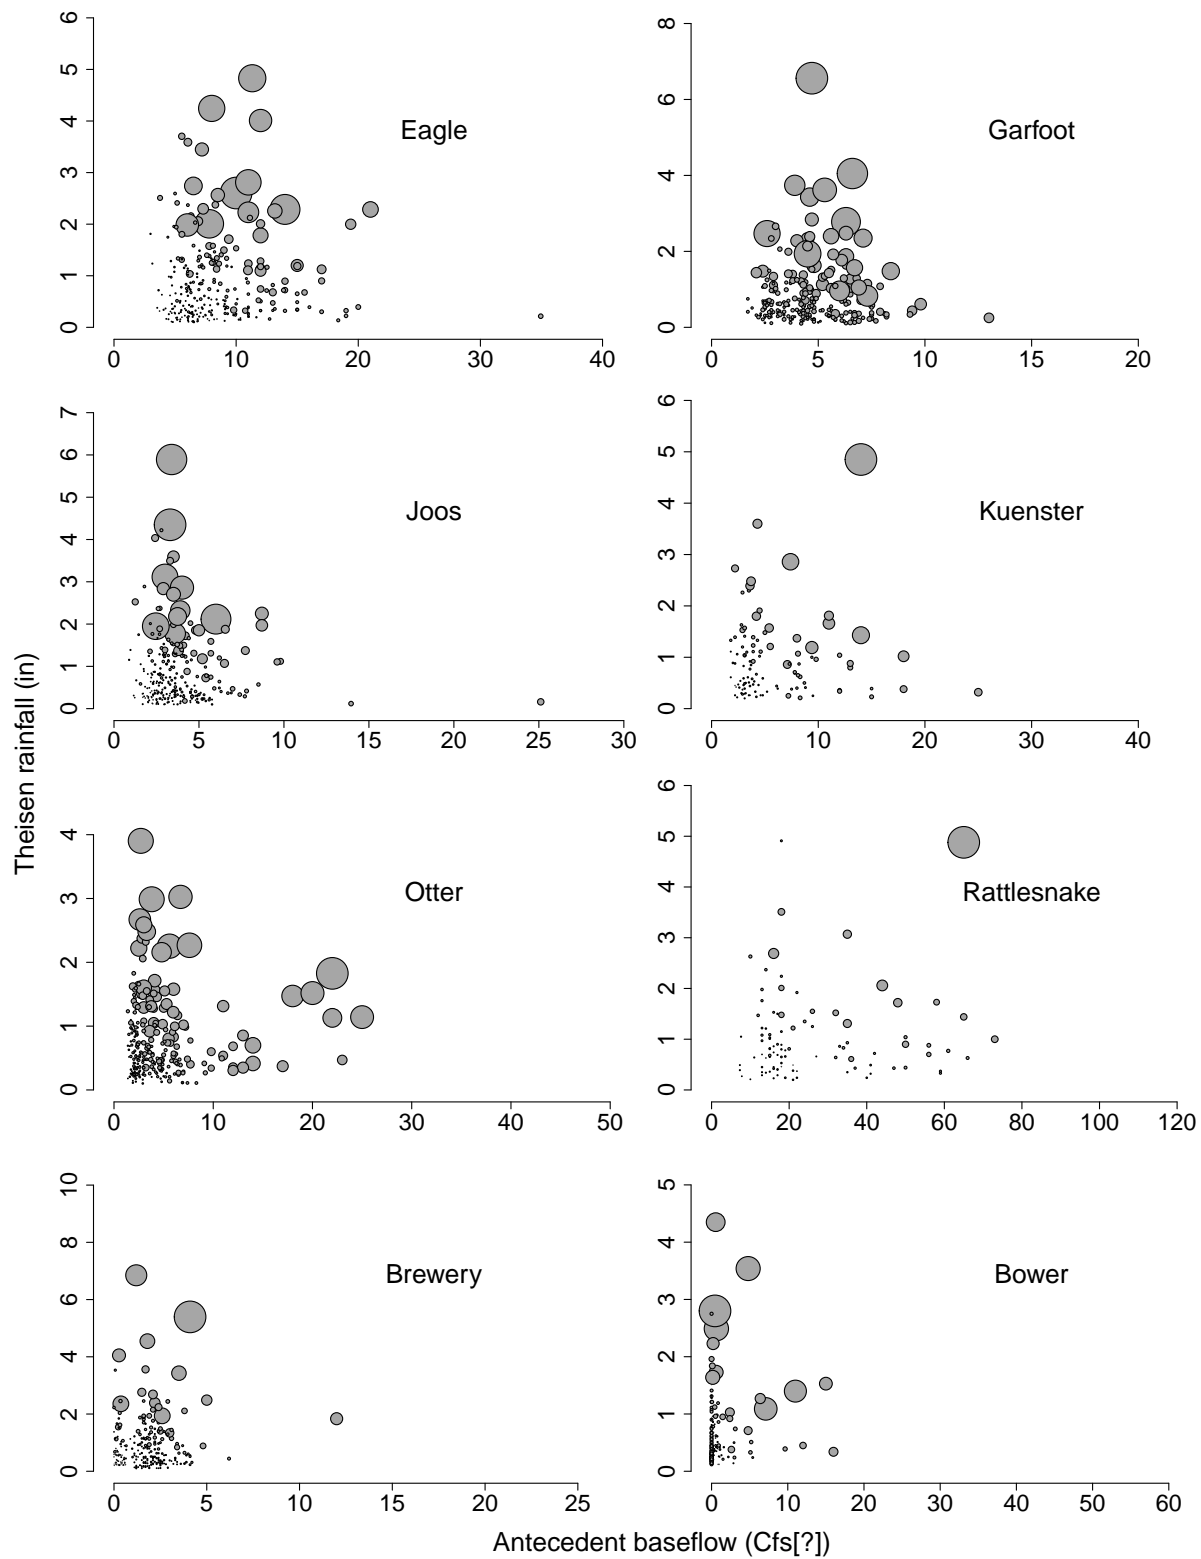 6
5
4
3
2
1
0
0 10 20 30 40
Eagle
8
6
4
2
0
0 5 10 15 20
Garfoot
7
6
5
4
3
2
1
0
0 5 10 15 20 25 30
Joos
6
5
4
3
2
1
0
0 10 20 30 40
Kuenster
Theisen rainfall (in)
4
3
2
1
0
0 10 20 30 40 50
Otter
6
5
4
3
2
1
0
0 20 40 60 80 100 120
Rattlesnake
10
8
6
4
2
0
0 5 10 15 20 25
Brewery
5
4
3
2
1
0
0 10 20 30 40 50 60
Bower
Antecedent baseflow (Cfs[?])